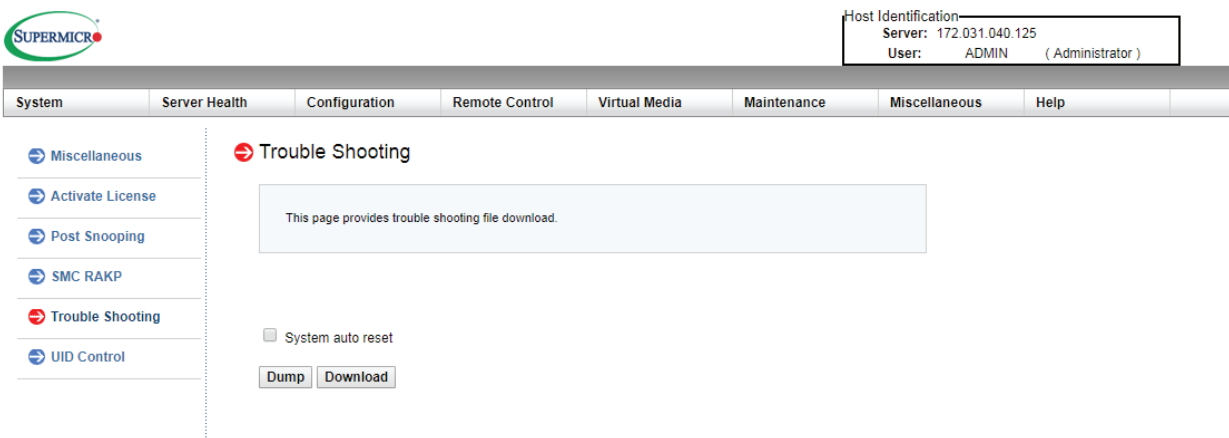 SUPERMICRO
Host Identification
Server: 172.031.040.125
User: ADMIN ( Administrator )
System Server Health Configuration Remote Control Virtual Media Maintenance Miscellaneous Help
Miscellaneous
Activate License
Post Snooping
SMC RAKP
Trouble Shooting
UID Control
Trouble Shooting
This page provides trouble shooting file download.
System auto reset
Dump Download